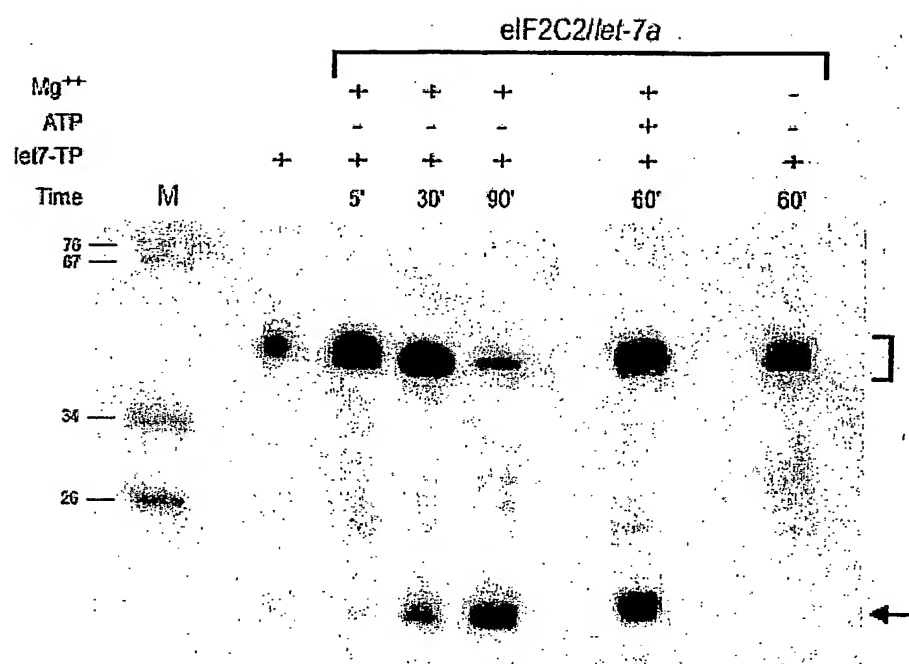 eIF2C2/let-7a
Mg++ + + + + -
ATP - - - + -
let7-TP + + + + + +
Time M 5' 30' 90' 60' 60'
76
67
34
26